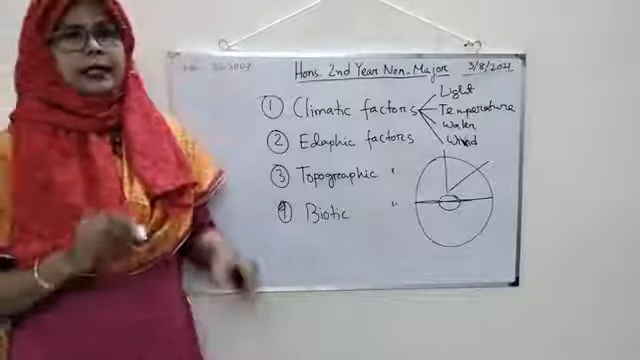 Hons. 2nd Year Non-Major 3/8/2021
① Climatic factors
Light
Temperature
Water
Wind
② Edaphic factors
③ Topographic "
④ Biotic "